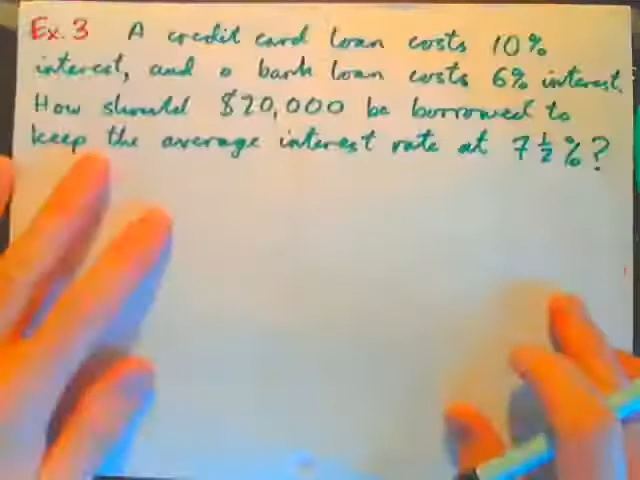 Ex. 3 A credit card loan costs 10%
interest, and a bank loan costs 6% interest.
How should $20,000 be borrowed to
keep the average interest rate at 7 1/2 %?